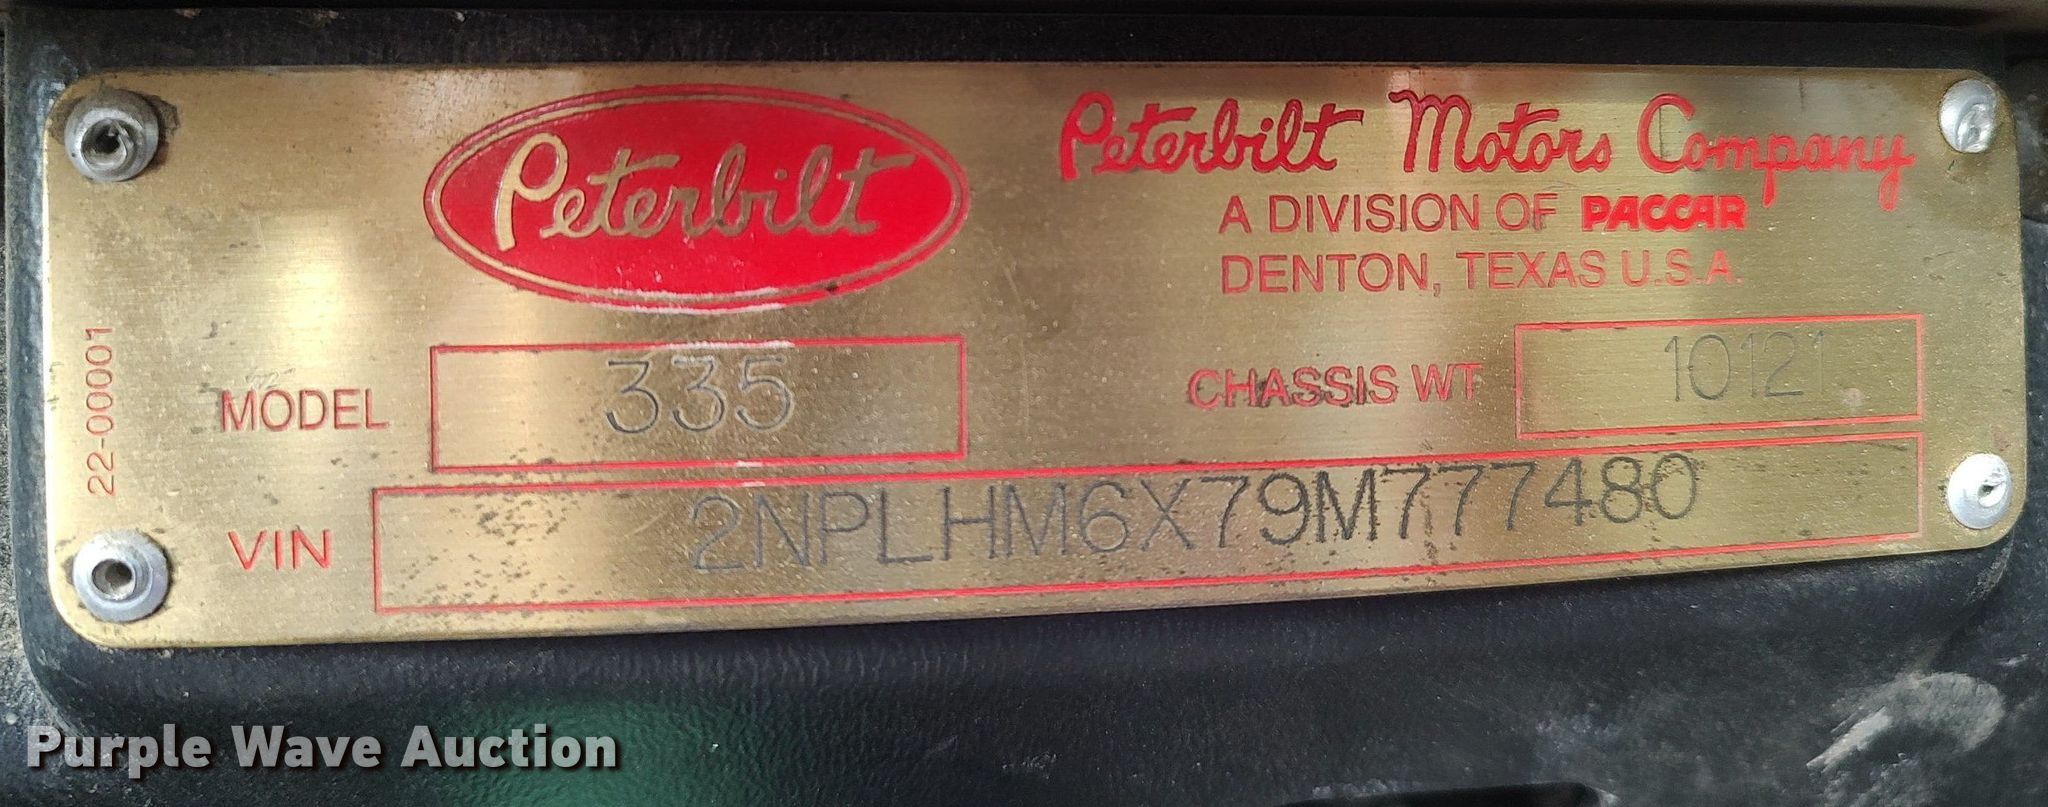 Peterbilt
Peterbilt Motors Company
A DIVISION OF PACCAR
DENTON, TEXAS U.S.A.
22-00001
MODEL 335
CHASSIS WT 10121
VIN 2NPLHM6X79M777480
Purple Wave Auction